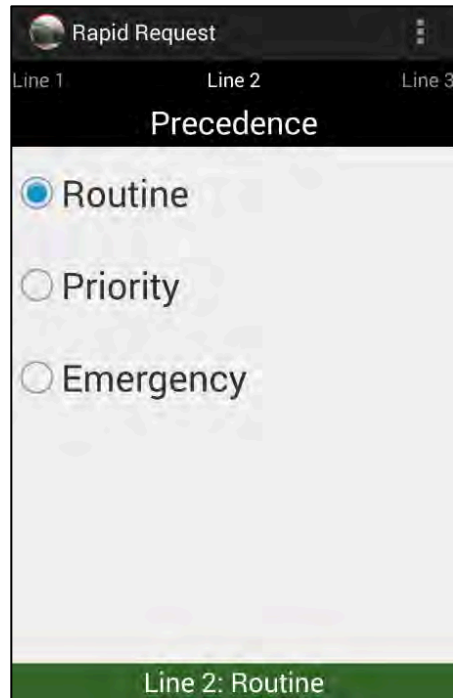 Rapid Request
Line 1 Line 2 Line 3
Precedence
Routine
Priority
Emergency
Line 2: Routine